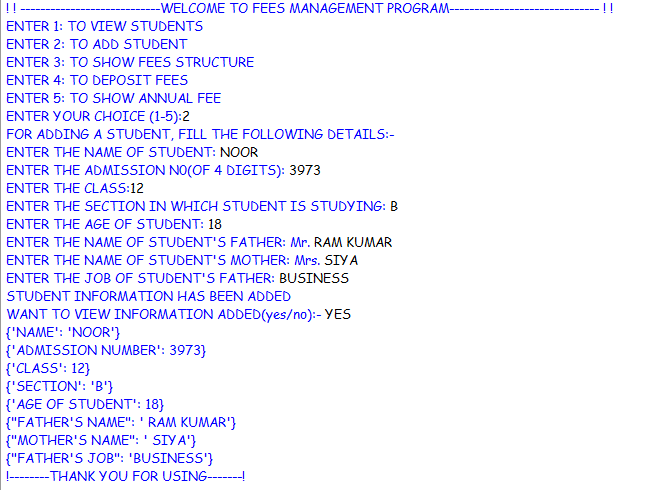 !! ----------------------------WELCOME TO FEES MANAGEMENT PROGRAM------------------------------ !!
ENTER 1: TO VIEW STUDENTS
ENTER 2: TO ADD STUDENT
ENTER 3: TO SHOW FEES STRUCTURE
ENTER 4: TO DEPOSIT FEES
ENTER 5: TO SHOW ANNUAL FEE
ENTER YOUR CHOICE (1-5):2
FOR ADDING A STUDENT, FILL THE FOLLOWING DETAILS:-
ENTER THE NAME OF STUDENT: NOOR
ENTER THE ADMISSION N0(OF 4 DIGITS): 3973
ENTER THE CLASS:12
ENTER THE SECTION IN WHICH STUDENT IS STUDYING: B
ENTER THE AGE OF STUDENT: 18
ENTER THE NAME OF STUDENT'S FATHER: Mr. RAM KUMAR
ENTER THE NAME OF STUDENT'S MOTHER: Mrs. SIYA
ENTER THE JOB OF STUDENT'S FATHER: BUSINESS
STUDENT INFORMATION HAS BEEN ADDED
WANT TO VIEW INFORMATION ADDED(yes/no):- YES
{'NAME': 'NOOR'}
{'ADMISSION NUMBER': 3973}
{'CLASS': 12}
{'SECTION': 'B'}
{'AGE OF STUDENT': 18}
{"FATHER'S NAME": ' RAM KUMAR'}
{"MOTHER'S NAME": ' SIYA'}
{"FATHER'S JOB": 'BUSINESS'}
!--------THANK YOU FOR USING-------!